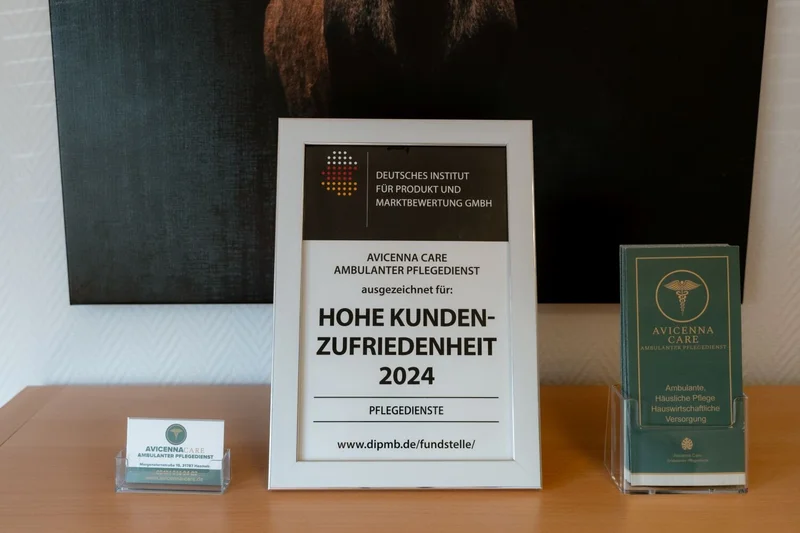 DEUTSCHES INSTITUT
FÜR PRODUKT UND
MARKTBEWERTUNG GMBH
AVICENNA CARE
AMBULANTER PFLEGEDIENST
ausgezeichnet für:
HOHE KUNDEN-
ZUFRIEDENHEIT
2024
PFLEGEDIENSTE
www.dipmb.de/fundstelle/
AVICENNACARE
AMBULANTER PFLEGEDIENST
AVICENNA
CARE
AMBULANTER PFLEGEDIENST
Ambulante,
Häusliche Pflege
Hauswirtschaftliche
Versorgung
Avicenna Care